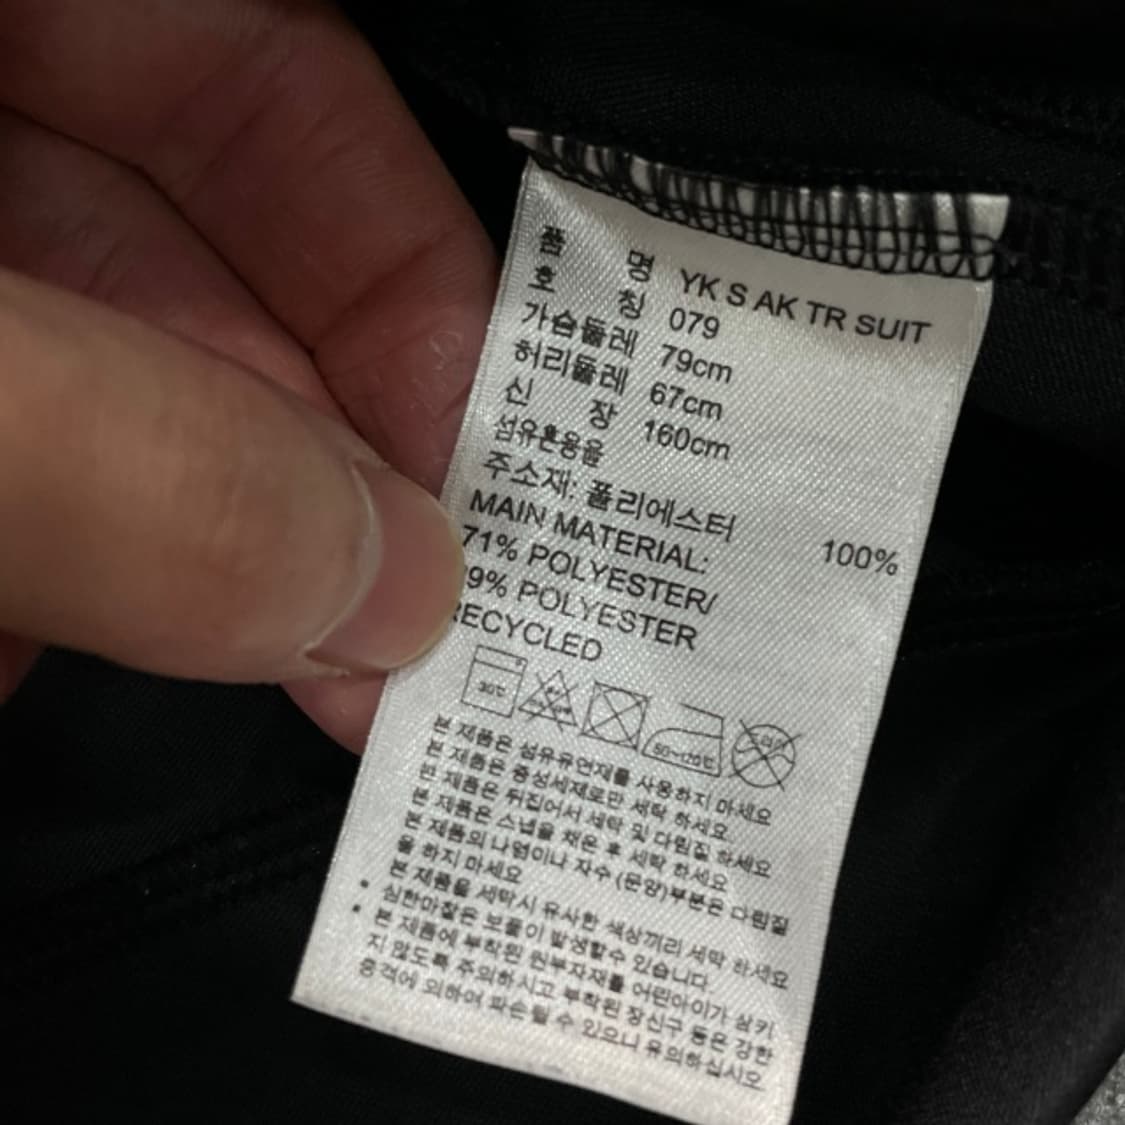 품 명 YK S AK TR SUIT
호 칭 079
가슴둘레 79cm
허리둘레 67cm
신 장 160cm
섬유혼용율
주소재: 폴리에스터 100%
MAIN MATERIAL:
71% POLYESTER/
9% POLYESTER
RECYCLED
30℃ 80~120℃ 드라이
본 제품은 섬유유연제를 사용하지 마세요
본 제품은 중성세제로만 세탁 하세요
본 제품은 뒤집어서 세탁 및 다림질 하세요
본 제품은 스냅을 채운 후 세탁 하세요
본 제품의 나염이나 자수 (문양)부분은 다림질
을 하지 마세요
본 제품을 세탁시 유사한 색상끼리 세탁 하세요
* 심한마찰은 보풀이 발생할수 있습니다.
* 본 제품에 부착된 원부자재를 어린아이가 삼키
지 않도록 주의하시고 부착된 장신구 등은 강한
충격에 의하여 파손될 수 있으니 유의하십시오